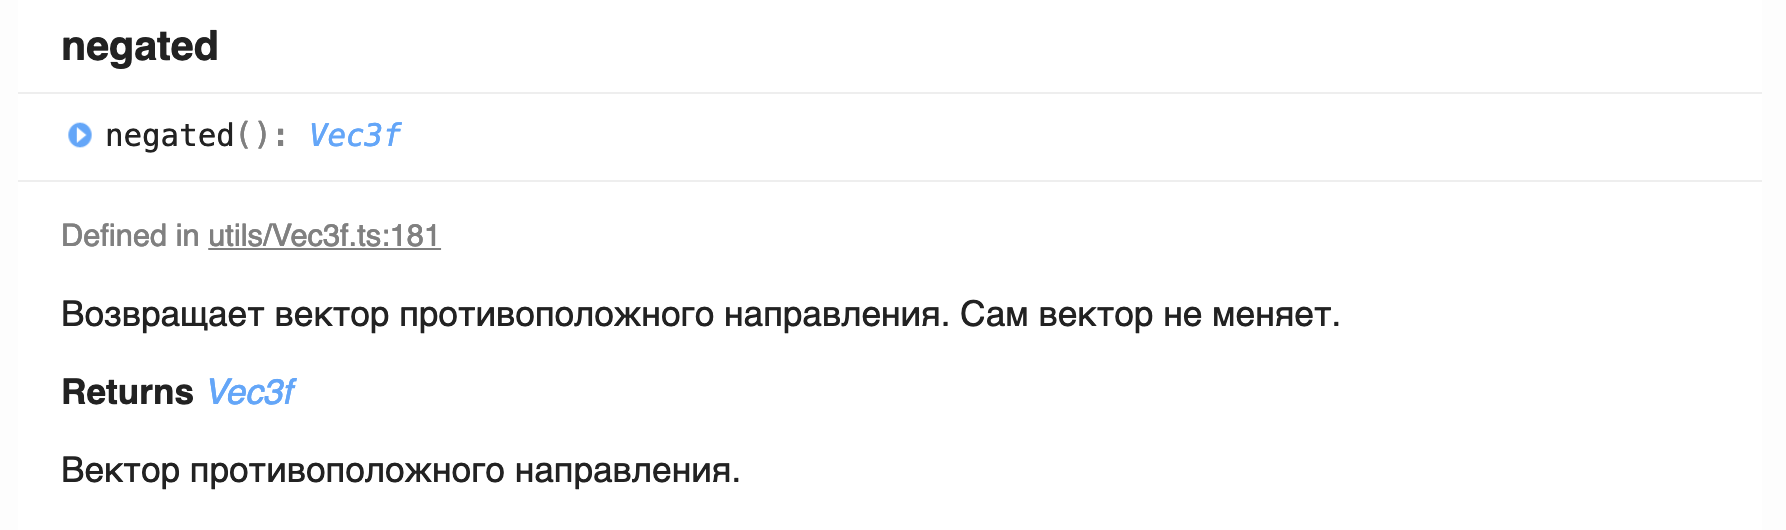 negated
negated(): Vec3f
Defined in utils/Vec3f.ts:181
Возвращает вектор противоположного направления. Сам вектор не меняет.
Returns Vec3f
Вектор противоположного направления.